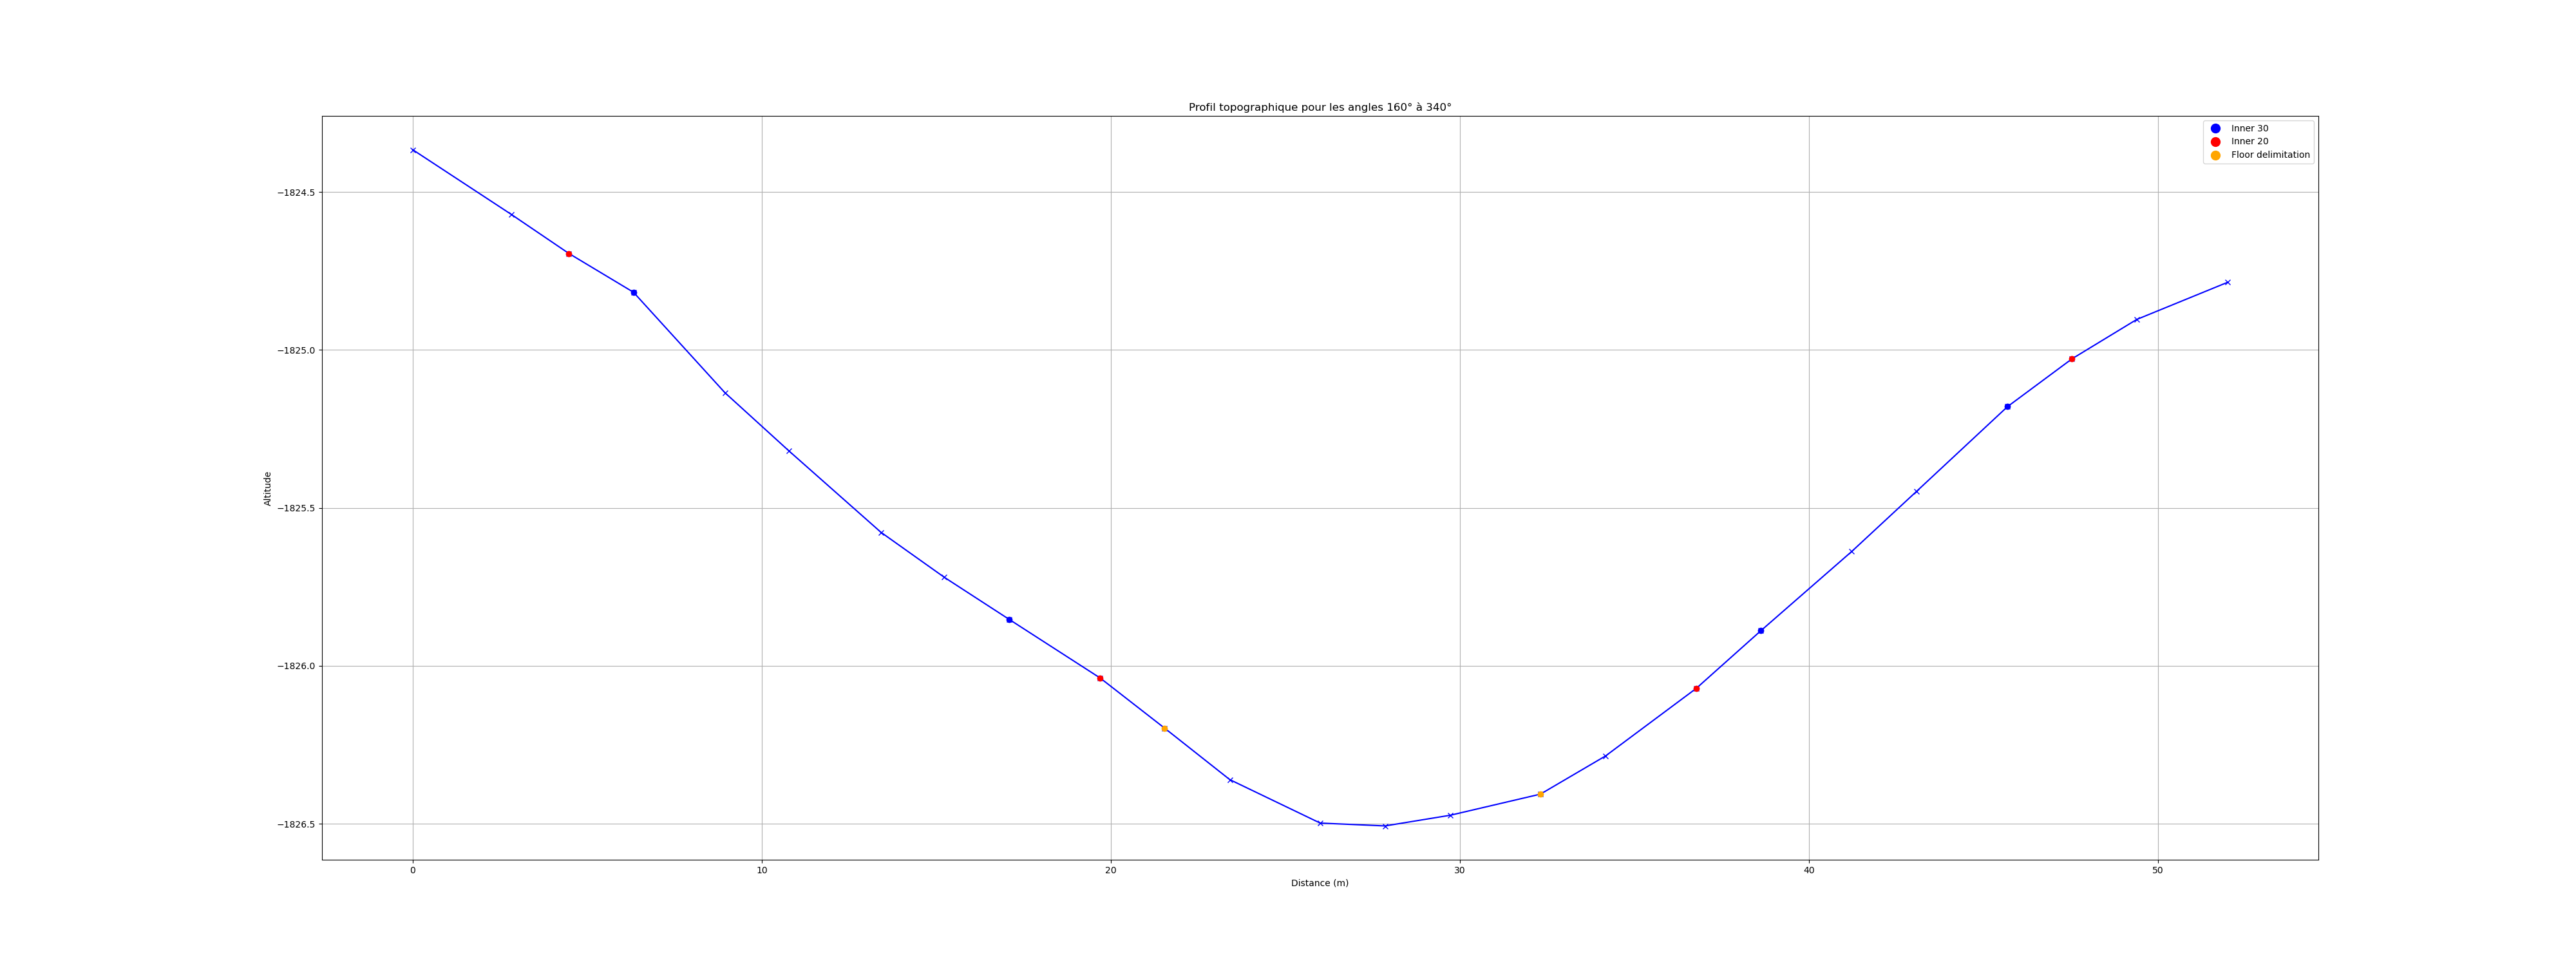 Profil topographique pour les angles 160° à 340°
Inner 30
Inner 20
Floor delimitation
−1824.5
−1825.0
−1825.5
−1826.0
−1826.5
Altitude
0 10 20 30 40 50
Distance (m)